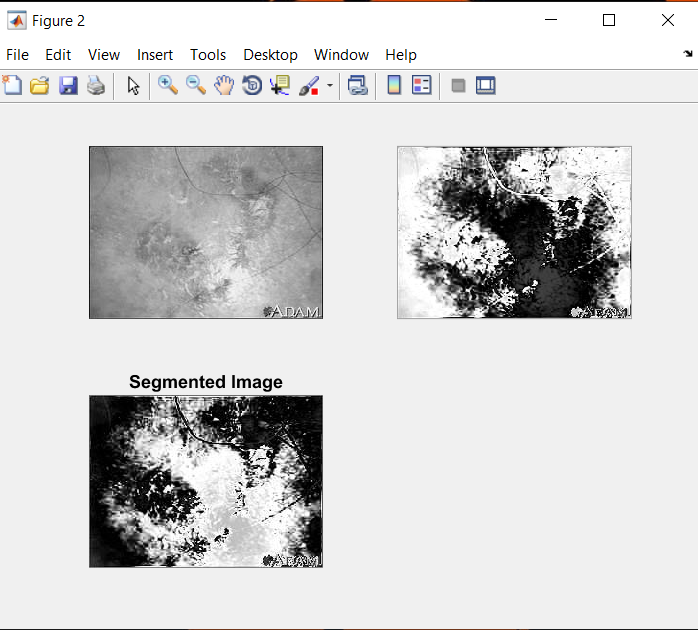 Figure 2
File Edit View Insert Tools Desktop Window Help
ADAM
ADAM
Segmented Image
ADAM